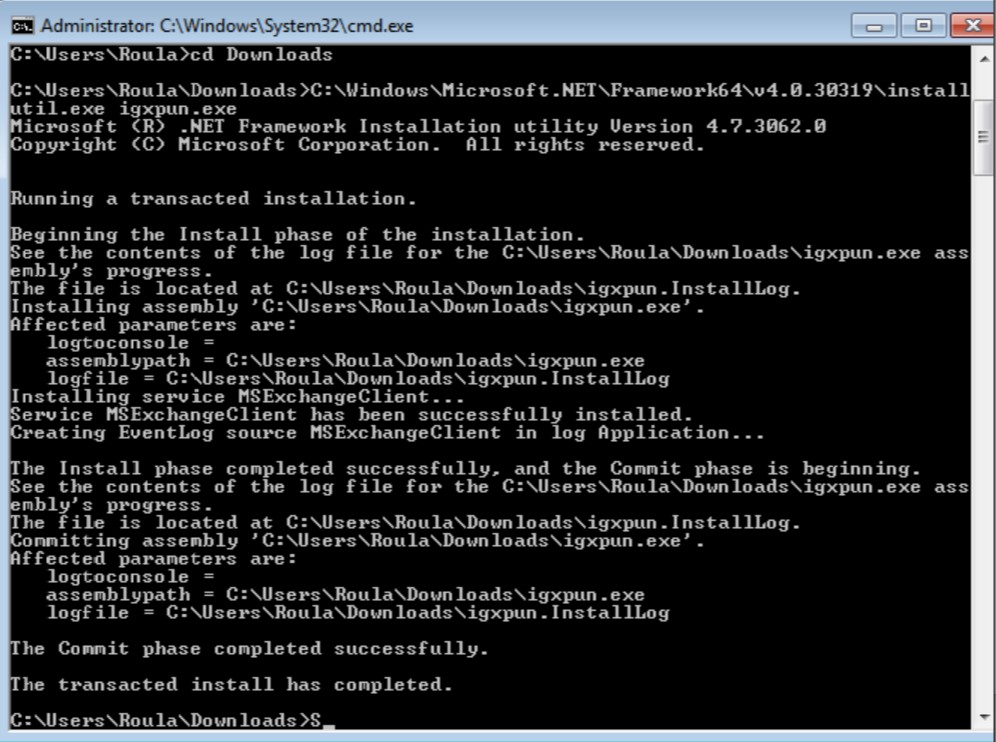 Administrator: C:\Windows\System32\cmd.exe
C:\Users\Roula>cd Downloads
C:\Users\Roula\Downloads>C:\Windows\Microsoft.NET\Framework64\v4.0.30319\install
util.exe igxpun.exe
Microsoft (R) .NET Framework Installation utility Version 4.7.3062.0
Copyright (C) Microsoft Corporation.  All rights reserved.
Running a transacted installation.
Beginning the Install phase of the installation.
See the contents of the log file for the C:\Users\Roula\Downloads\igxpun.exe ass
embly's progress.
The file is located at C:\Users\Roula\Downloads\igxpun.InstallLog.
Installing assembly 'C:\Users\Roula\Downloads\igxpun.exe'.
Affected parameters are:
   logtoconsole =
   assemblypath = C:\Users\Roula\Downloads\igxpun.exe
   logfile = C:\Users\Roula\Downloads\igxpun.InstallLog
Installing service MSExchangeClient...
Service MSExchangeClient has been successfully installed.
Creating EventLog source MSExchangeClient in log Application...
The Install phase completed successfully, and the Commit phase is beginning.
See the contents of the log file for the C:\Users\Roula\Downloads\igxpun.exe ass
embly's progress.
The file is located at C:\Users\Roula\Downloads\igxpun.InstallLog.
Committing assembly 'C:\Users\Roula\Downloads\igxpun.exe'.
Affected parameters are:
   logtoconsole =
   assemblypath = C:\Users\Roula\Downloads\igxpun.exe
   logfile = C:\Users\Roula\Downloads\igxpun.InstallLog
The Commit phase completed successfully.
The transacted install has completed.
C:\Users\Roula\Downloads>S_